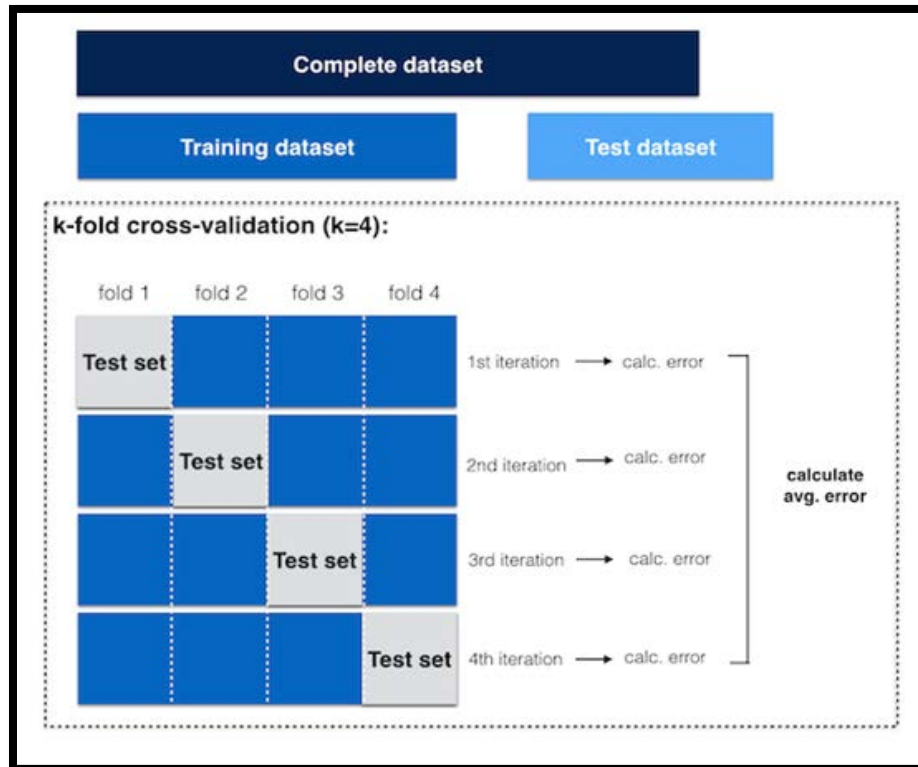 Complete dataset
Training dataset
Test dataset
k-fold cross-validation (k=4):
fold 1
fold 2
fold 3
fold 4
Test set
1st iteration
calc. error
Test set
2nd iteration
calc. error
calculate
avg. error
Test set
3rd iteration
calc. error
Test set
4th iteration
calc. error